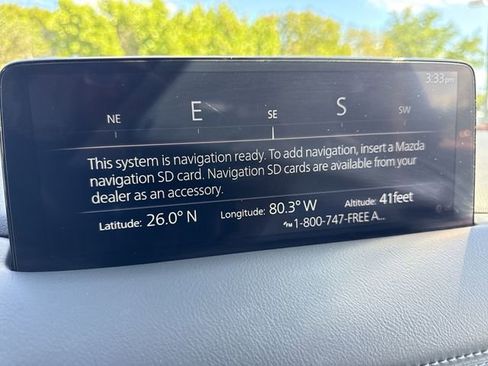 3:33pm
NE E SE S SW
This system is navigation ready. To add navigation, insert a Mazda
navigation SD card. Navigation SD cards are available from your
dealer as an accessory.
Latitude: 26.0° N Longitude: 80.3° W Altitude: 41feet
1-800-747-FREE A...